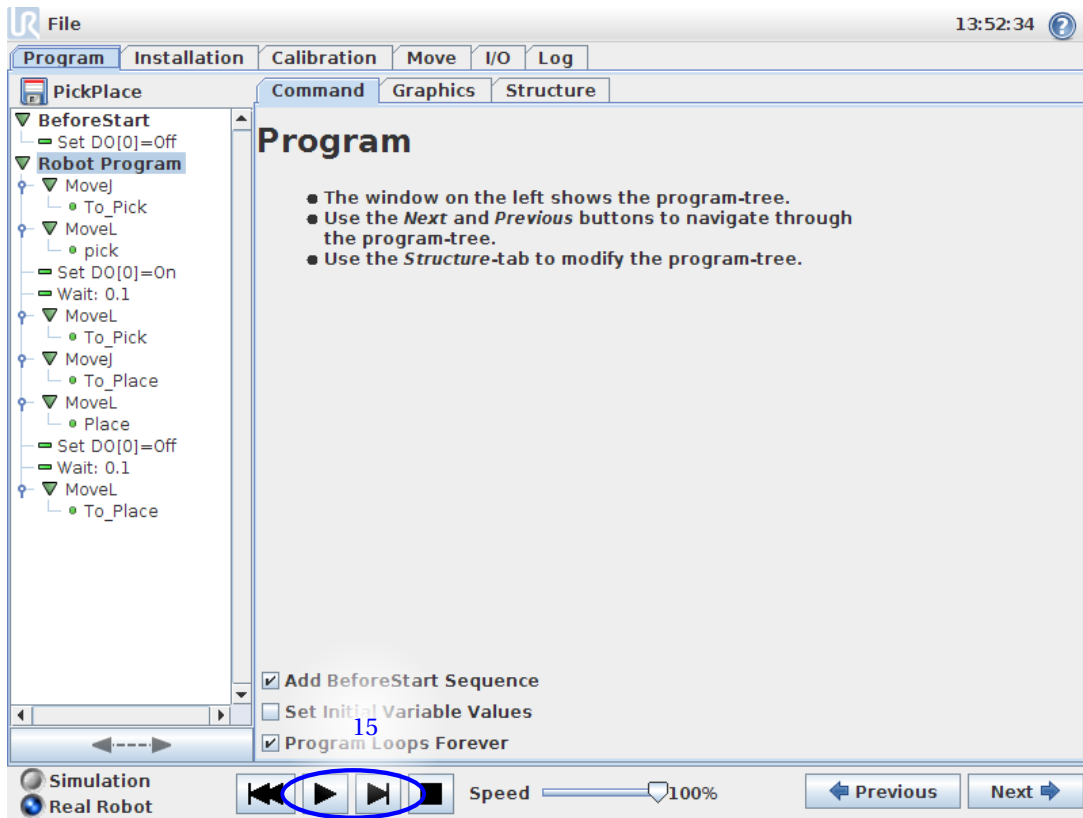 UR File 13:52:34 ?
Program Installation Calibration Move I/O Log
PickPlace
Command Graphics Structure
BeforeStart
Set DO[0]=Off
Robot Program
MoveJ
To_Pick
MoveL
pick
Set DO[0]=On
Wait: 0.1
MoveL
To_Pick
MoveJ
To_Place
MoveL
Place
Set DO[0]=Off
Wait: 0.1
MoveL
To_Place
Program
The window on the left shows the program-tree.
Use the Next and Previous buttons to navigate through
the program-tree.
Use the Structure-tab to modify the program-tree.
Add BeforeStart Sequence
Set Initial Variable Values
15
Program Loops Forever
Simulation
Real Robot
Speed 100%
Previous Next